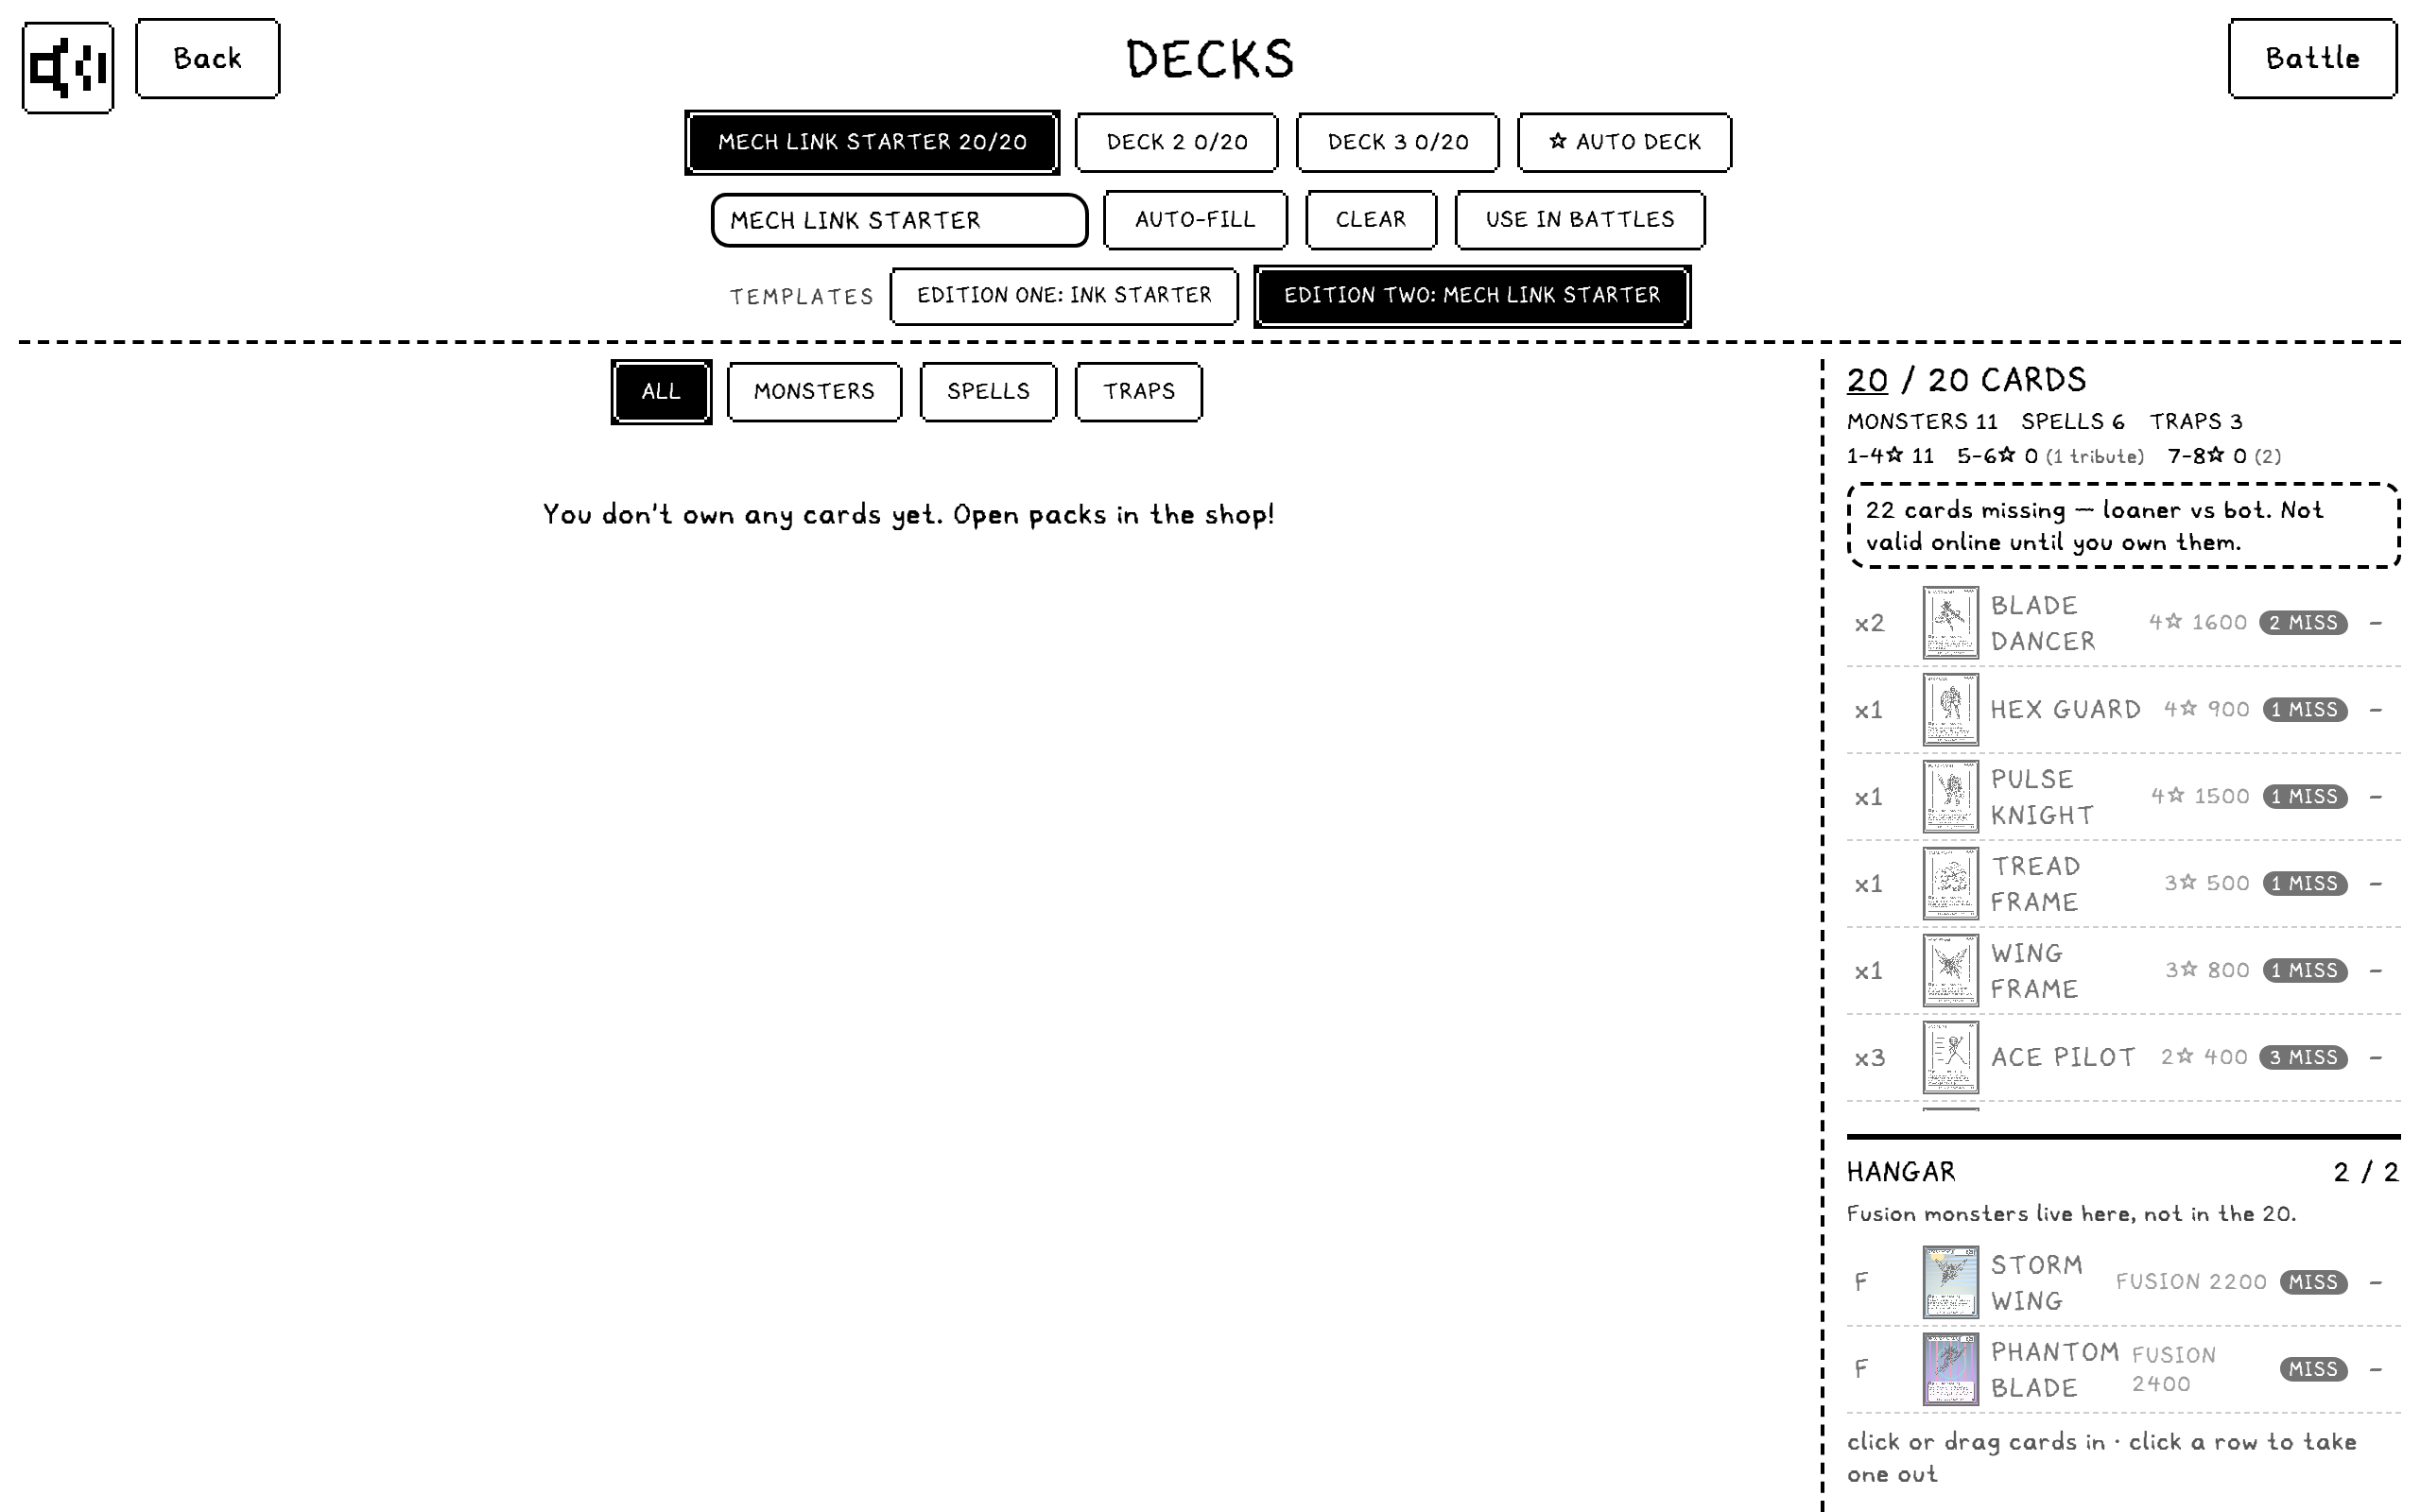 Back
DECKS
Battle
MECH LINK STARTER 20/20
DECK 2 0/20
DECK 3 0/20
☆ AUTO DECK
MECH LINK STARTER
AUTO-FILL
CLEAR
USE IN BATTLES
TEMPLATES
EDITION ONE: INK STARTER
EDITION TWO: MECH LINK STARTER
ALL
MONSTERS
SPELLS
TRAPS
You don't own any cards yet. Open packs in the shop!
20 / 20 CARDS
MONSTERS 11 SPELLS 6 TRAPS 3
1-4☆ 11 5-6☆ 0 (1 tribute) 7-8☆ 0 (2)
22 cards missing — loaner vs bot. Not
valid online until you own them.
x2 BLADE DANCER 4☆ 1600 2 MISS -
x1 HEX GUARD 4☆ 900 1 MISS -
x1 PULSE KNIGHT 4☆ 1500 1 MISS -
x1 TREAD FRAME 3☆ 500 1 MISS -
x1 WING FRAME 3☆ 800 1 MISS -
x3 ACE PILOT 2☆ 400 3 MISS -
HANGAR 2 / 2
Fusion monsters live here, not in the 20.
F STORM WING FUSION 2200 MISS -
F PHANTOM BLADE FUSION 2400 MISS -
click or drag cards in · click a row to take
one out